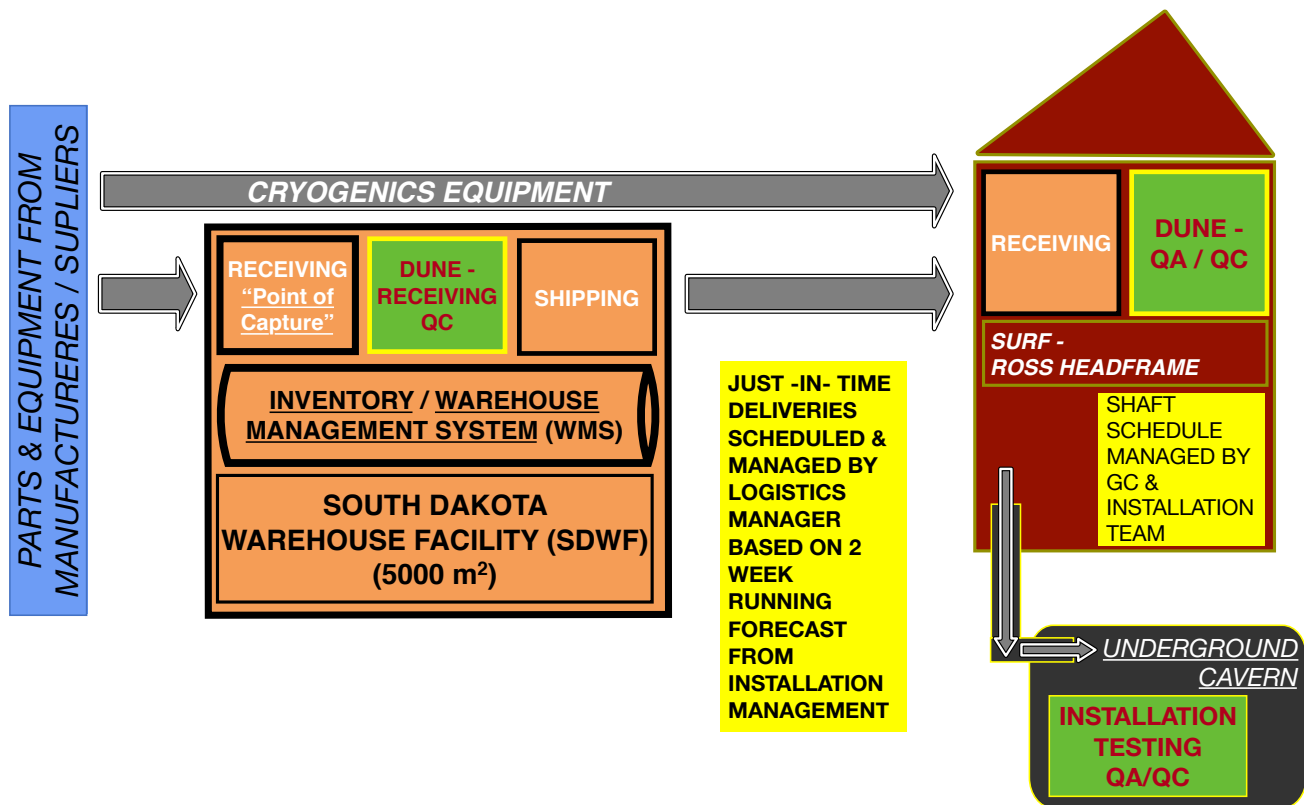 PARTS & EQUIPMENT FROM
MANUFACTURERES / SUPLIERS
CRYOGENICS EQUIPMENT
RECEIVING
“Point of
Capture”
DUNE -
RECEIVING
QC
SHIPPING
INVENTORY / WAREHOUSE
MANAGEMENT SYSTEM (WMS)
SOUTH DAKOTA
WAREHOUSE FACILITY (SDWF)
(5000 m²)
JUST -IN- TIME
DELIVERIES
SCHEDULED &
MANAGED BY
LOGISTICS
MANAGER
BASED ON 2
WEEK
RUNNING
FORECAST
FROM
INSTALLATION
MANAGEMENT
RECEIVING
DUNE -
QA / QC
SURF -
ROSS HEADFRAME
SHAFT
SCHEDULE
MANAGED BY
GC &
INSTALLATION
TEAM
UNDERGROUND
CAVERN
INSTALLATION
TESTING
QA/QC